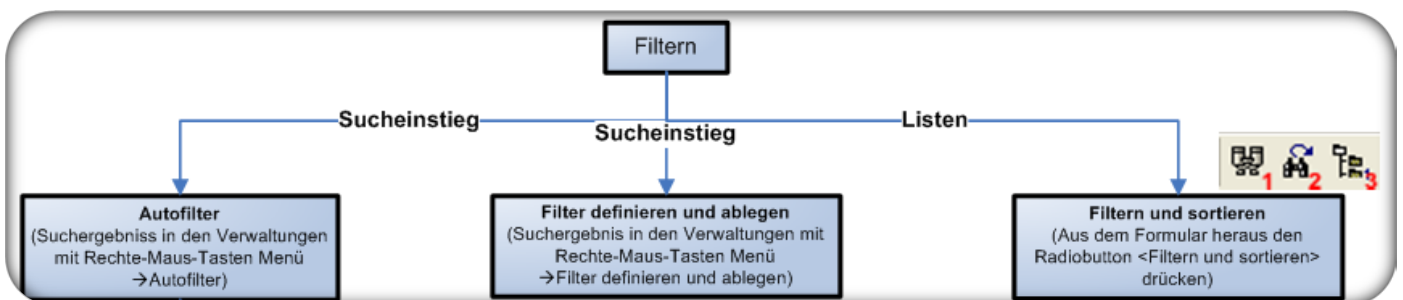 Filtern
Sucheinstieg
Sucheinstieg
Listen
1 2 3
Autofilter
(Suchergebniss in den Verwaltungen
mit Rechte-Maus-Tasten Menü
→Autofilter)
Filter definieren und ablegen
(Suchergebnis in den Verwaltungen mit
Rechte-Maus-Tasten Menü
→Filter definieren und ablegen)
Filtern und sortieren
(Aus dem Formular heraus den
Radiobutton <Filtern und sortieren>
drücken)